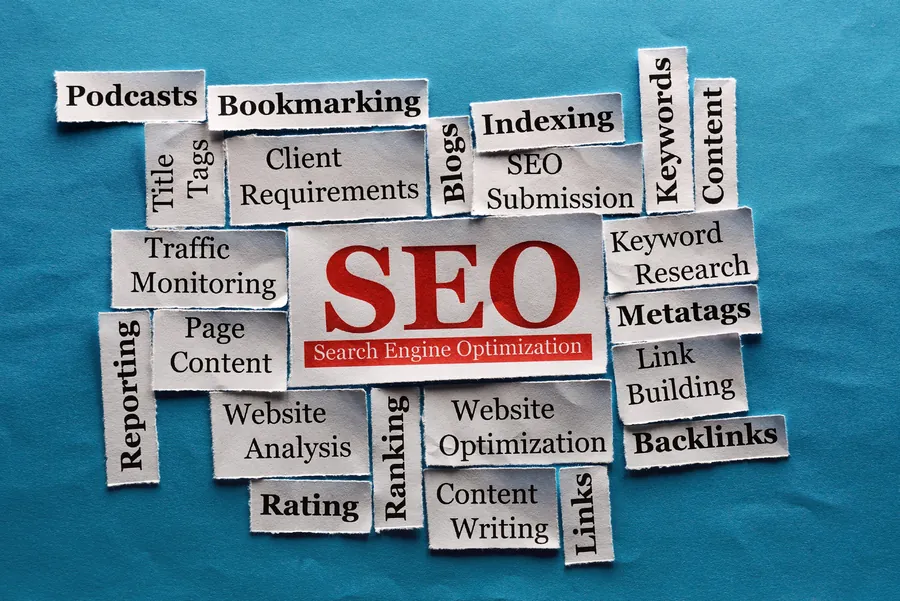 Podcasts
Bookmarking
Title
Tags
Client
Requirements
Blogs
Indexing
SEO
Submission
Keywords
Content
Traffic
Monitoring
SEO
Search Engine Optimization
Keyword
Research
Metatags
Reporting
Page
Content
Link
Building
Website
Analysis
Ranking
Website
Optimization
Backlinks
Rating
Content
Writing
Links